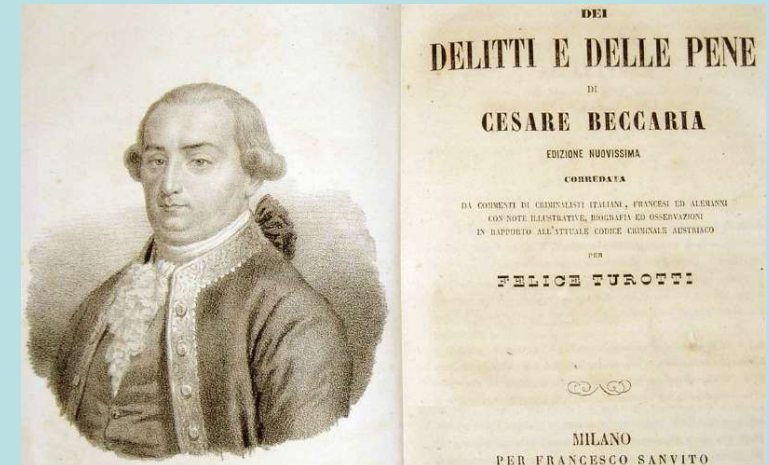 DEI
DELITTI E DELLE PENE
DI
CESARE BECCARIA
EDIZIONE NUOVISSIMA
CORREDATA
DA COMMENTI DI CRIMINALISTI ITALIANI, FRANCESI ED ALEMANNI
CON NOTE ILLUSTRATIVE, BIOGRAFIA ED OSSERVAZIONI
IN RAPPORTO ALL'ATTUALE CODICE CRIMINALE AUSTRIACO
PER
FELICE TUROTTI
MILANO
PER FRANCESCO SANVITO